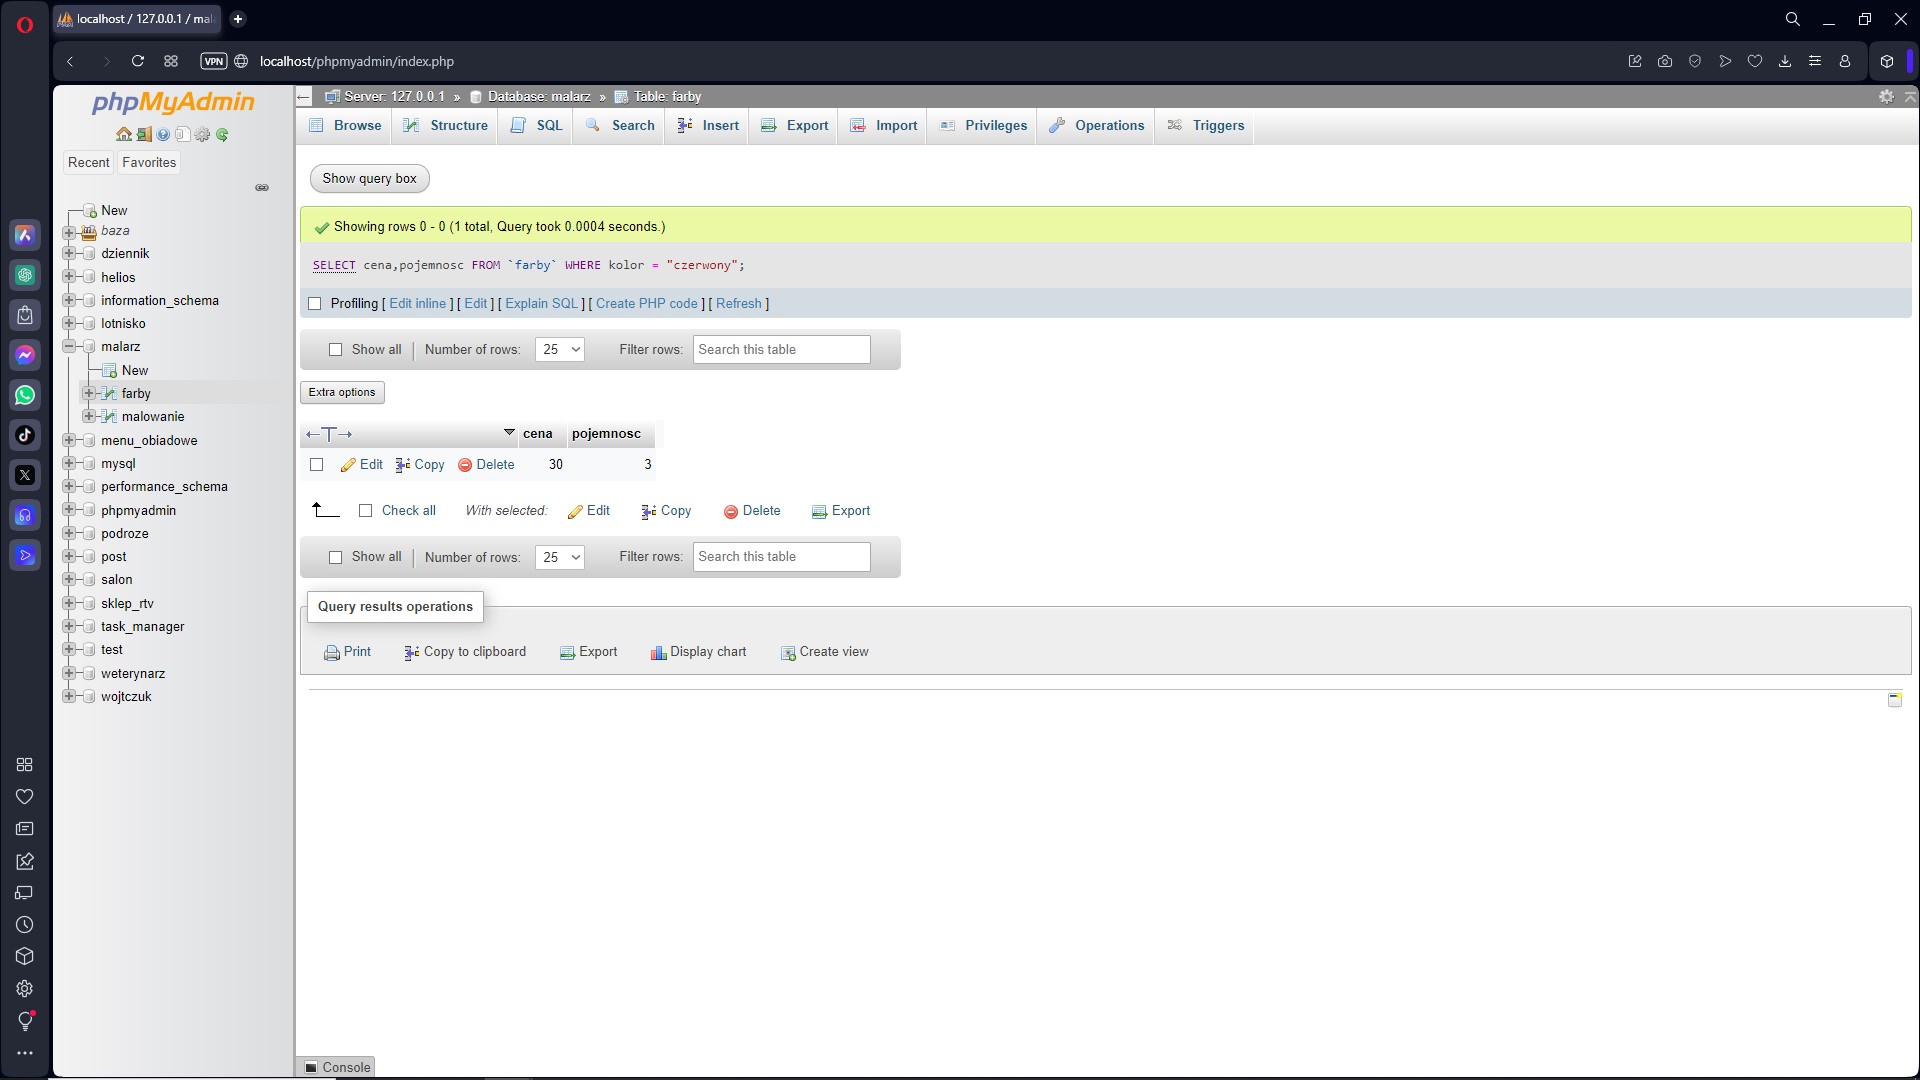 localhost / 127.0.0.1 / mal
VPN localhost/phpmyadmin/index.php
phpMyAdmin
Recent Favorites
New
baza
dziennik
helios
information_schema
lotnisko
malarz
New
farby
malowanie
menu_obiadowe
mysql
performance_schema
phpmyadmin
podroze
post
salon
sklep_rtv
task_manager
test
weterynarz
wojtczuk
Server: 127.0.0.1 » Database: malarz » Table: farby
Browse Structure SQL Search Insert Export Import Privileges Operations Triggers
Show query box
Showing rows 0 - 0 (1 total, Query took 0.0004 seconds.)
SELECT cena,pojemnosc FROM `farby` WHERE kolor = "czerwony";
Profiling [ Edit inline ] [ Edit ] [ Explain SQL ] [ Create PHP code ] [ Refresh ]
Show all Number of rows: 25 Filter rows: Search this table
Extra options
←T→ cena pojemnosc
Edit Copy Delete 30 3
Check all With selected: Edit Copy Delete Export
Show all Number of rows: 25 Filter rows: Search this table
Query results operations
Print Copy to clipboard Export Display chart Create view
Console